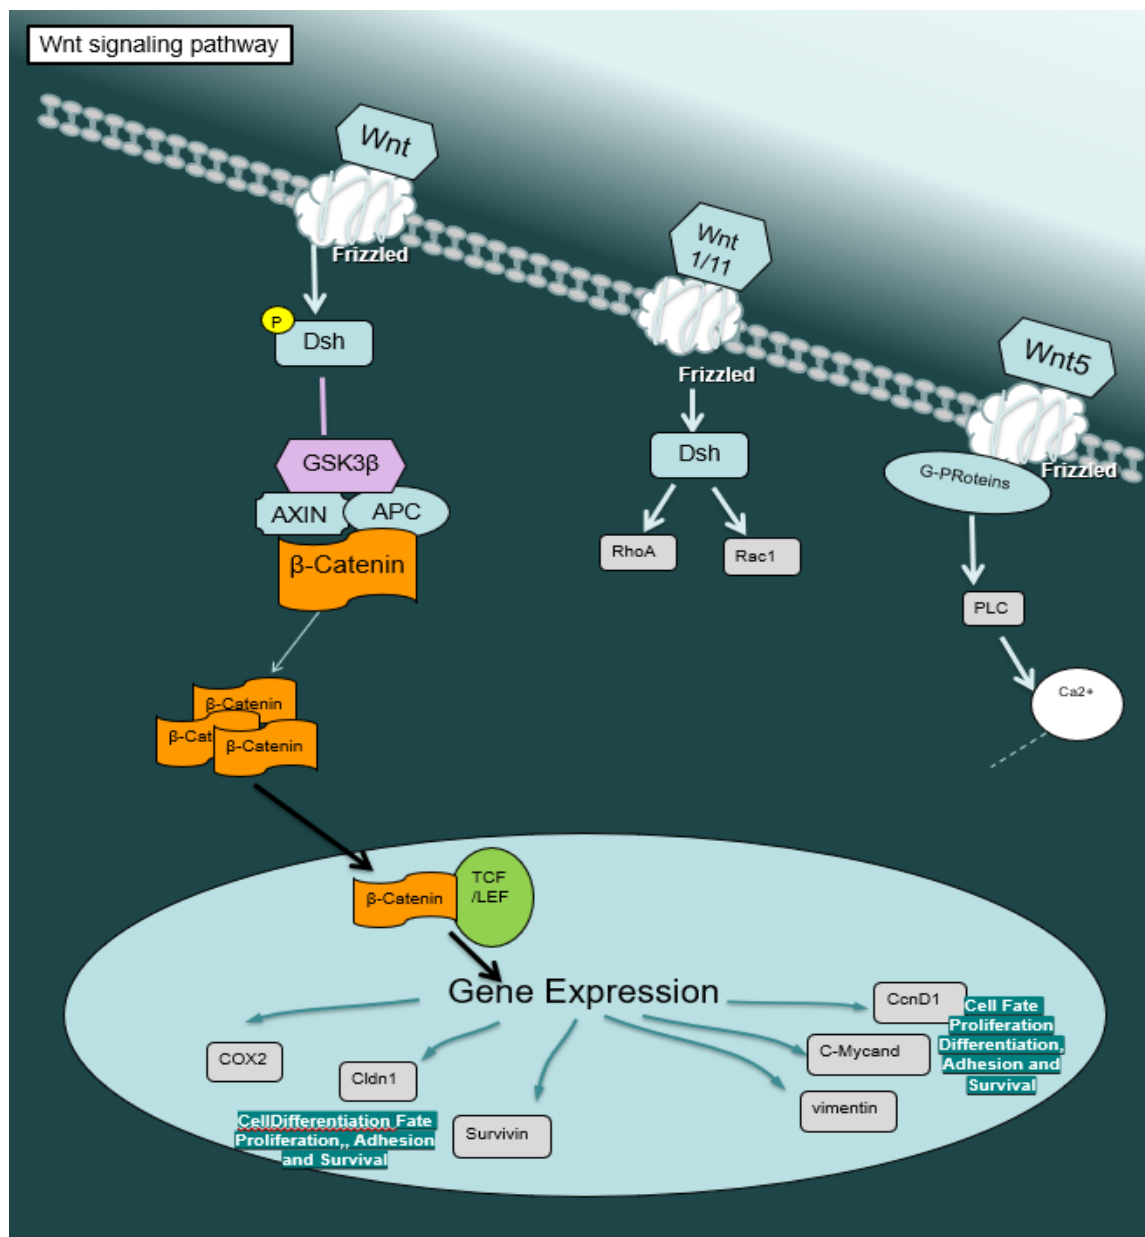 Wnt signaling pathway
Wnt
Frizzled
P
Dsh
GSK3β
AXIN
APC
β-Catenin
β-Catenin
β-Cat
β-Catenin
Wnt
1/11
Frizzled
Dsh
RhoA
Rac1
Wnt5
Frizzled
G-PRoteins
PLC
Ca2+
β-Catenin
TCF
/LEF
Gene Expression
COX2
Cldn1
CellDifferentiation Fate
Proliferation,, Adhesion
and Survival
Survivin
vimentin
C-Mycand
CcnD1
Cell Fate
Proliferation
Differentiation,
Adhesion and
Survival